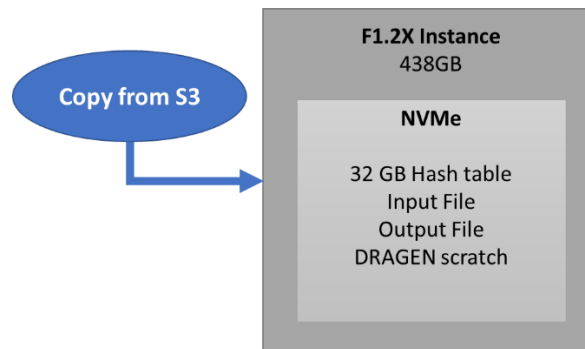 Copy from S3
F1.2X Instance
438GB
NVMe
32 GB Hash table
Input File
Output File
DRAGEN scratch